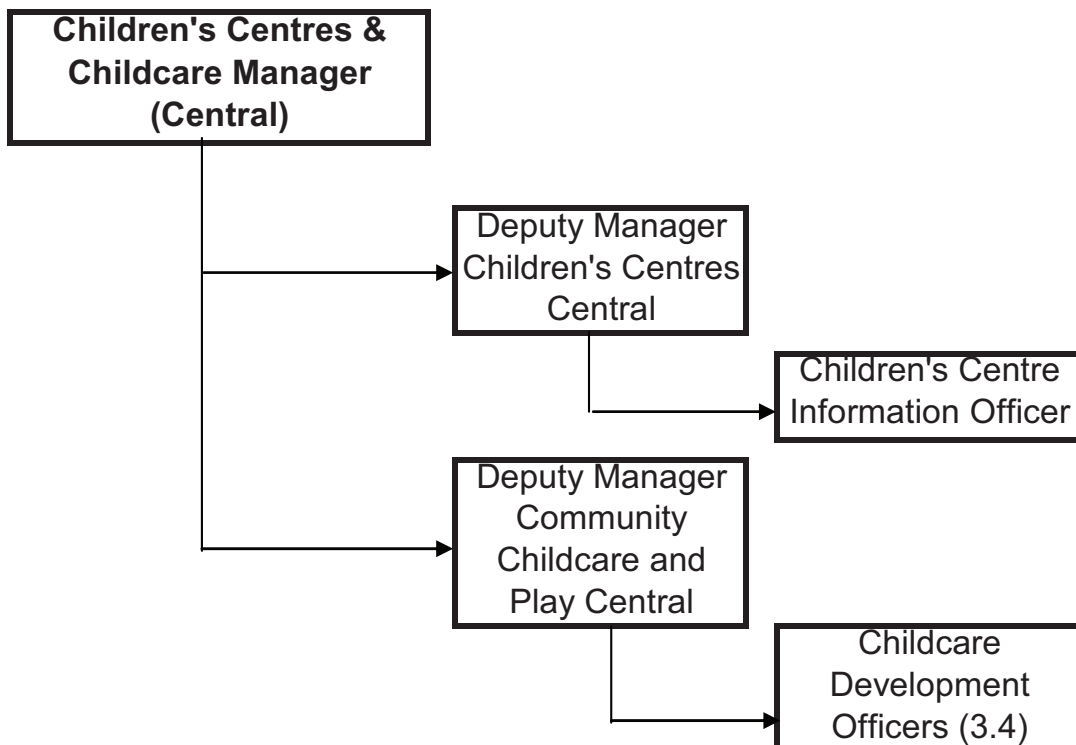 Children's Centres &
Childcare Manager
(Central)
Deputy Manager
Children's Centres
Central
Children's Centre
Information Officer
Deputy Manager
Community
Childcare and
Play Central
Childcare
Development
Officers (3.4)